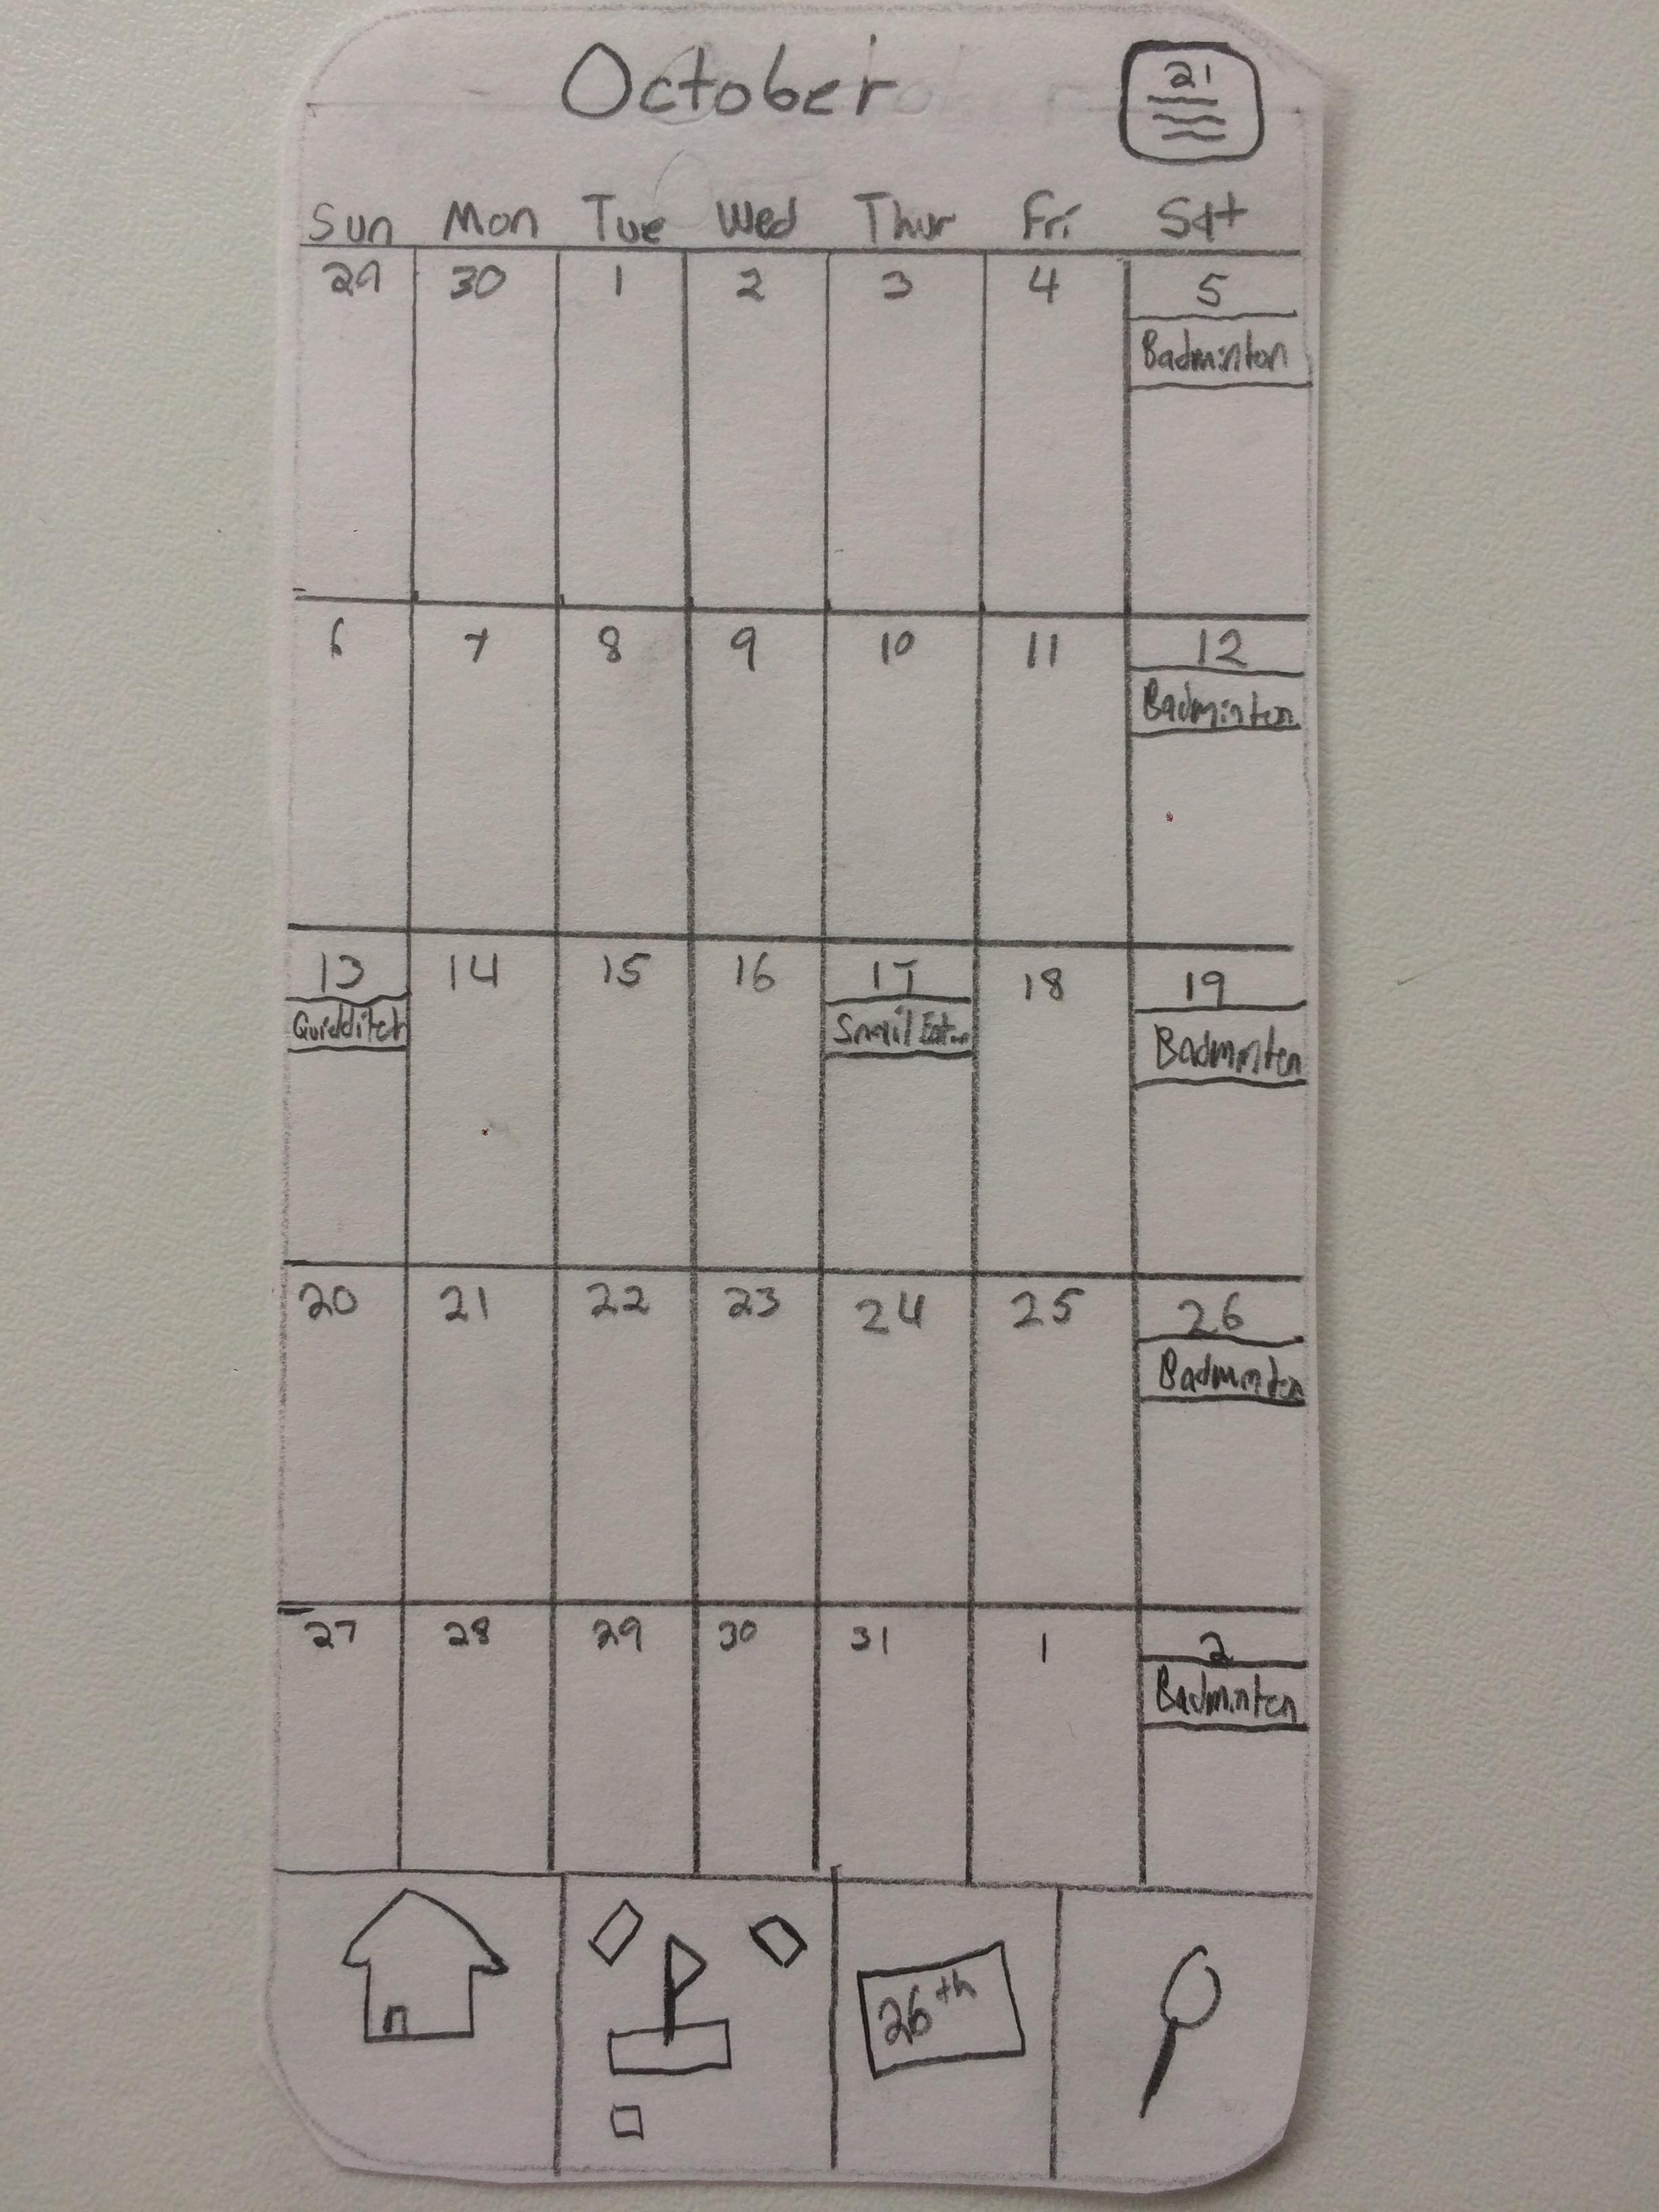 October
21
Sun Mon Tue Wed Thur Fri Sat
29 30 1 2 3 4 5
Badminton
6 7 8 9 10 11 12
Badminton
13 14 15 16 17 18 19
Quidditch Snail Eat... Badminton
20 21 22 23 24 25 26
Badminton
27 28 29 30 31 1 2
Badminton
26th